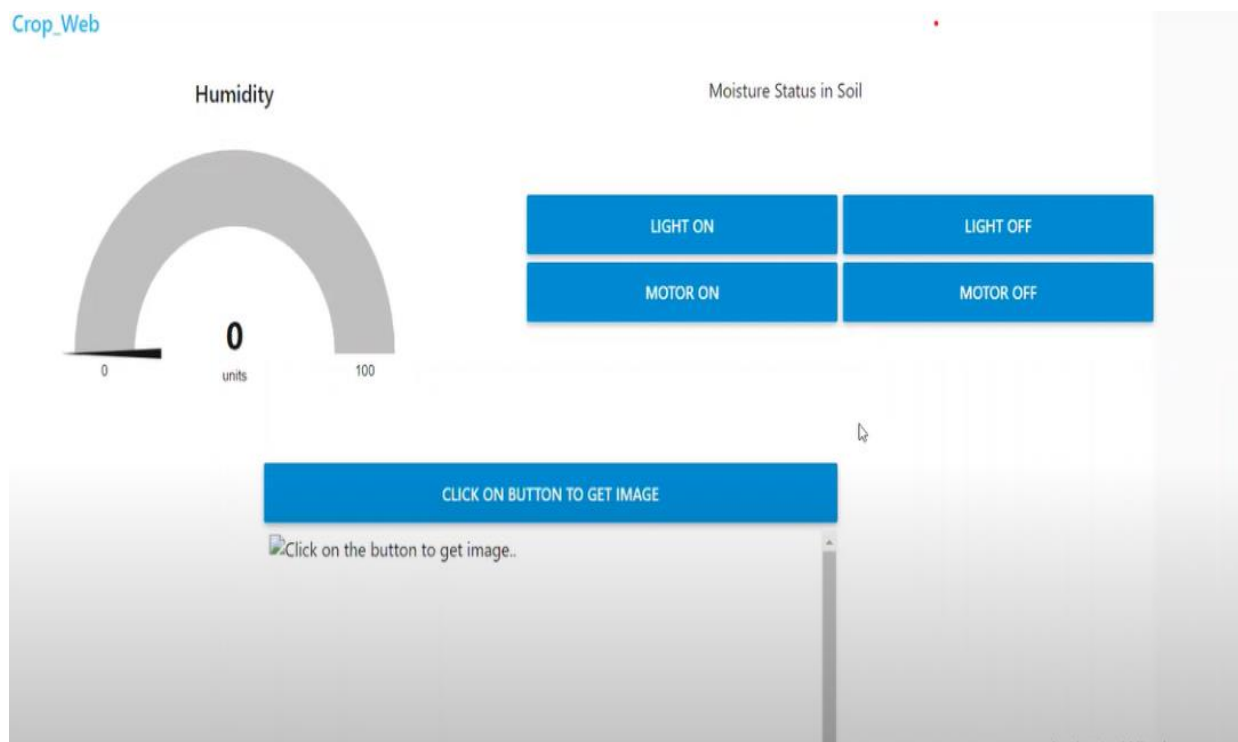 Crop_Web
Humidity
Moisture Status in Soil
LIGHT ON
LIGHT OFF
MOTOR ON
MOTOR OFF
0
0
units
100
CLICK ON BUTTON TO GET IMAGE
Click on the button to get image..